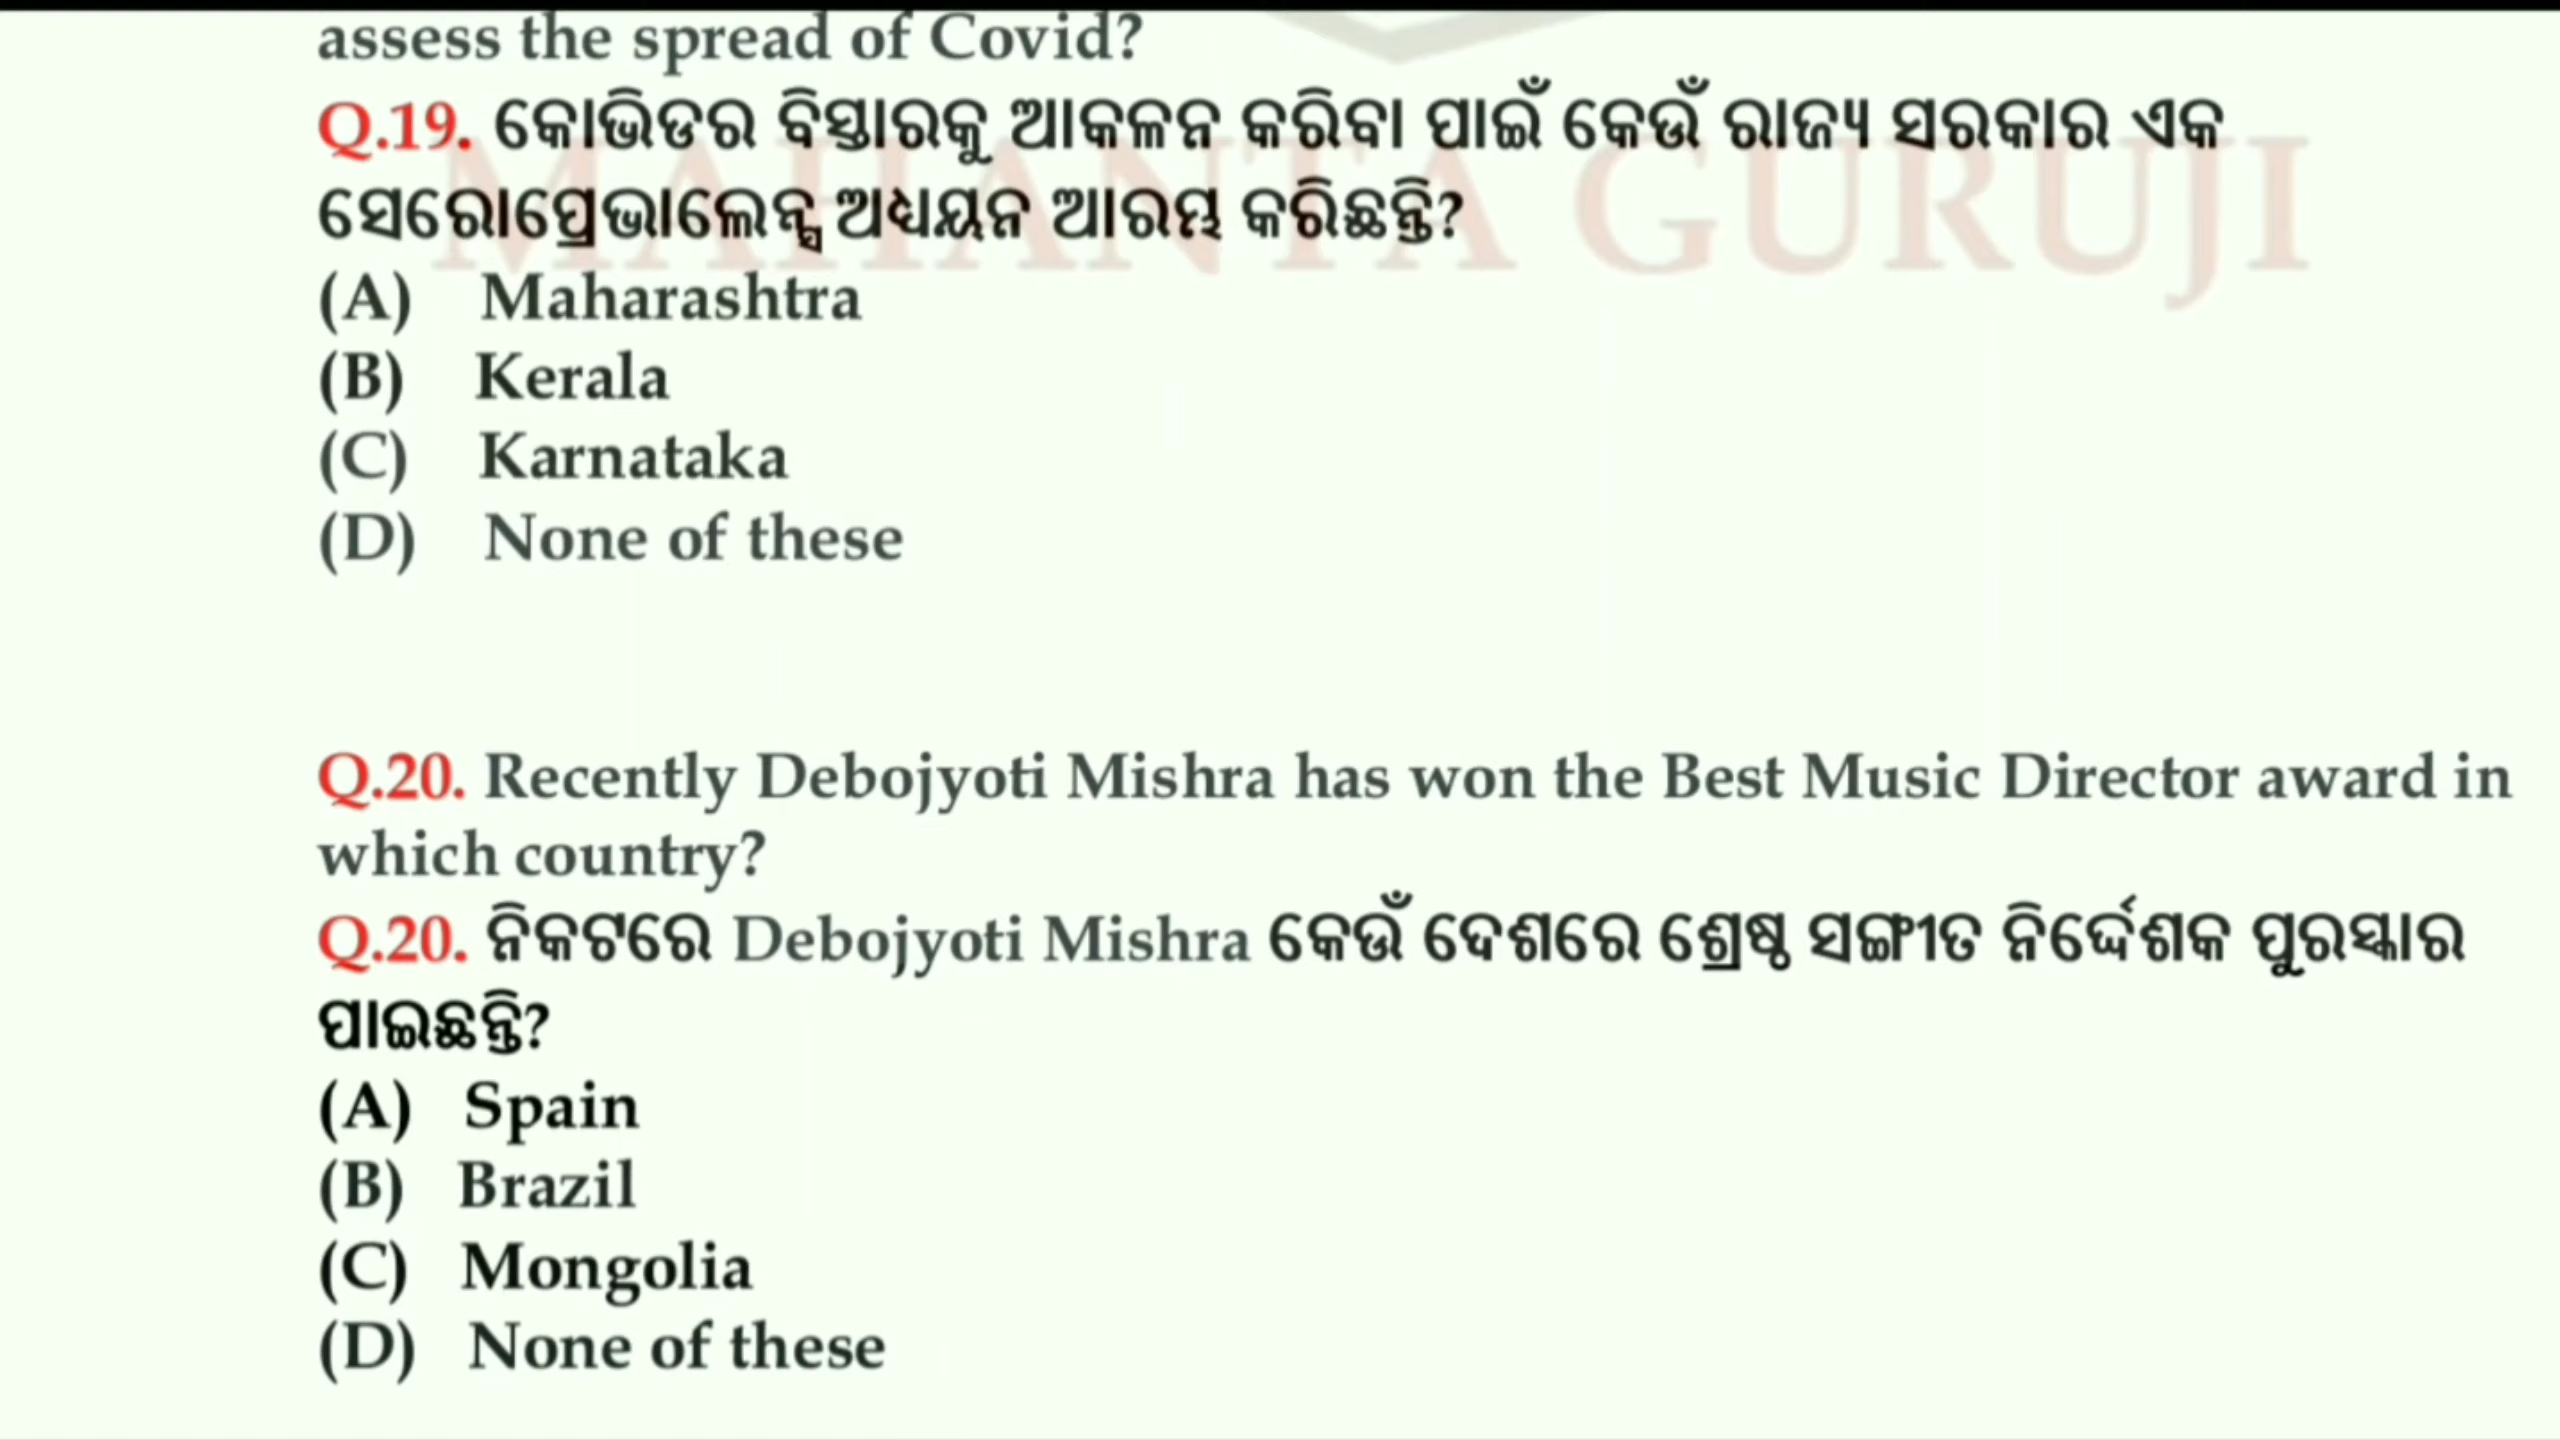 assess the spread of Covid?
Q.19. କୋଭିଡର ବିସ୍ତାରକୁ ଆକଳନ କରିବା ପାଇଁ କେଉଁ ରାଜ୍ୟ ସରକାର ଏକ
ସେରୋପ୍ରେଭାଲେନ୍ସ ଅଧ୍ୟୟନ ଆରମ୍ଭ କରିଛନ୍ତି?
MAHANTA GURUJI
(A) Maharashtra
(B) Kerala
(C) Karnataka
(D) None of these
Q.20. Recently Debojyoti Mishra has won the Best Music Director award in
which country?
Q.20. ନିକଟରେ Debojyoti Mishra କେଉଁ ଦେଶରେ ଶ୍ରେଷ୍ଠ ସଙ୍ଗୀତ ନିର୍ଦ୍ଦେଶକ ପୁରସ୍କାର
ପାଇଛନ୍ତି?
(A) Spain
(B) Brazil
(C) Mongolia
(D) None of these